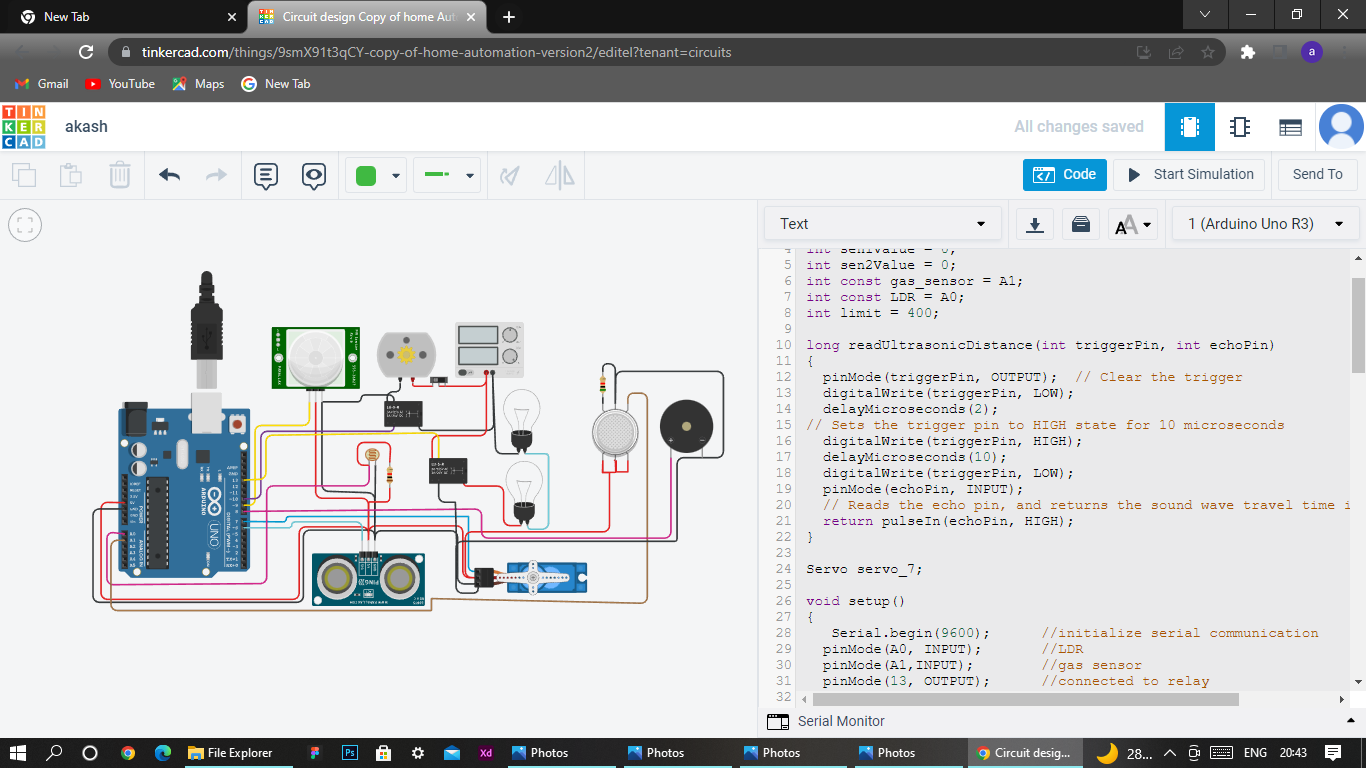 New Tab
Circuit design Copy of home Aut
tinkercad.com/things/9smX91t3qCY-copy-of-home-automation-version2/editel?tenant=circuits
a
Gmail
YouTube
Maps
New Tab
TIN
KER
CAD
akash
All changes saved
Code
Start Simulation
Send To
Text
1 (Arduino Uno R3)
4 int sen1Value = 0;
5 int sen2Value = 0;
6 int const gas_sensor = A1;
7 int const LDR = A0;
8 int limit = 400;
9
10 long readUltrasonicDistance(int triggerPin, int echoPin)
11 {
12 pinMode(triggerPin, OUTPUT);  // Clear the trigger
13 digitalWrite(triggerPin, LOW);
14 delayMicroseconds(2);
15 // Sets the trigger pin to HIGH state for 10 microseconds
16 digitalWrite(triggerPin, HIGH);
17 delayMicroseconds(10);
18 digitalWrite(triggerPin, LOW);
19 pinMode(echoPin, INPUT);
20 // Reads the echo pin, and returns the sound wave travel time i
21 return pulseIn(echoPin, HIGH);
22 }
23
24 Servo servo_7;
25
26 void setup()
27 {
28 Serial.begin(9600);      //initialize serial communication
29 pinMode(A0, INPUT);       //LDR
30 pinMode(A1,INPUT);        //gas sensor
31 pinMode(13, OUTPUT);      //connected to relay
32
ARDUINO
UNO
Serial Monitor
File Explorer
Ps
Xd
Photos
Photos
Photos
Photos
Circuit desig...
28...
ENG
20:43